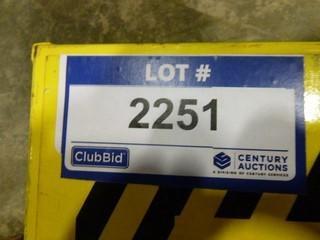 LOT #
2251
ClubBid
CENTURY
AUCTIONS
A DIVISION OF CENTURY SERVICES